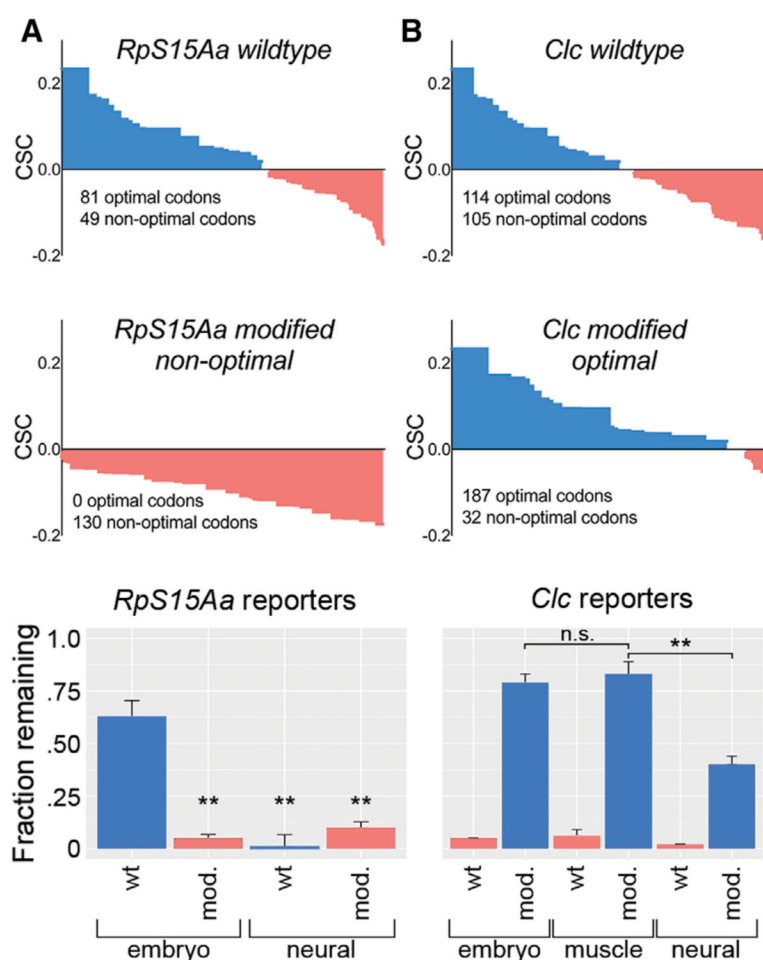 A
RpS15Aa wildtype
0.2
0.0
-0.2
CSC
81 optimal codons
49 non-optimal codons
B
Clc wildtype
0.2
0.0
-0.2
CSC
114 optimal codons
105 non-optimal codons
RpS15Aa modified
non-optimal
0.2
0.0
-0.2
CSC
0 optimal codons
130 non-optimal codons
Clc modified
optimal
0.2
0.0
-0.2
CSC
187 optimal codons
32 non-optimal codons
RpS15Aa reporters
Fraction remaining
1.0
.75
.50
.25
0
**
**
**
wt
mod.
wt
mod.
embryo
neural
Clc reporters
n.s.
**
wt
mod.
wt
mod.
wt
mod.
embryo
muscle
neural